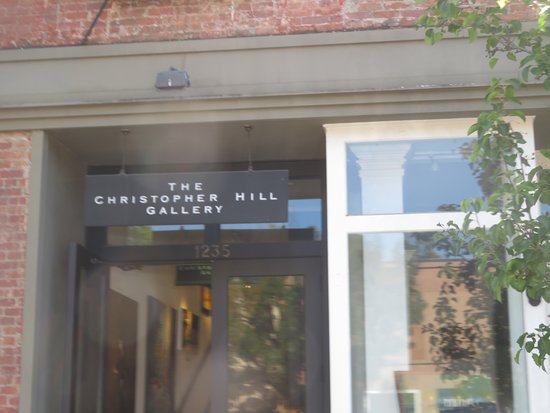 THE
CHRISTOPHER HILL
GALLERY
1235